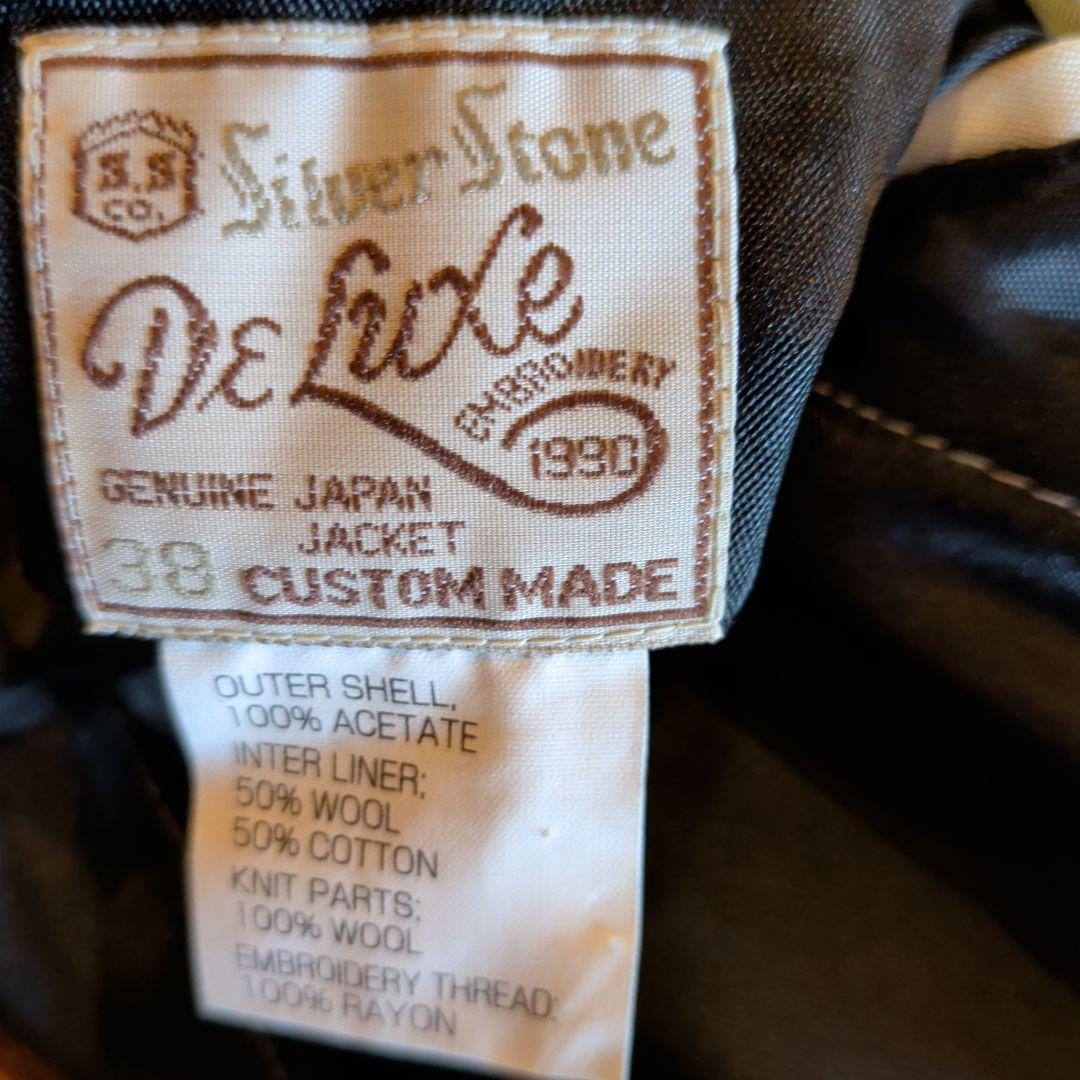 S.S
CO.
Silver Stone
DELuxe
EMBROIDERY
1990
GENUINE JAPAN
JACKET
38 CUSTOM MADE
OUTER SHELL,
100% ACETATE
INTER LINER;
50% WOOL
50% COTTON
KNIT PARTS;
100% WOOL
EMBROIDERY THREAD;
100% RAYON